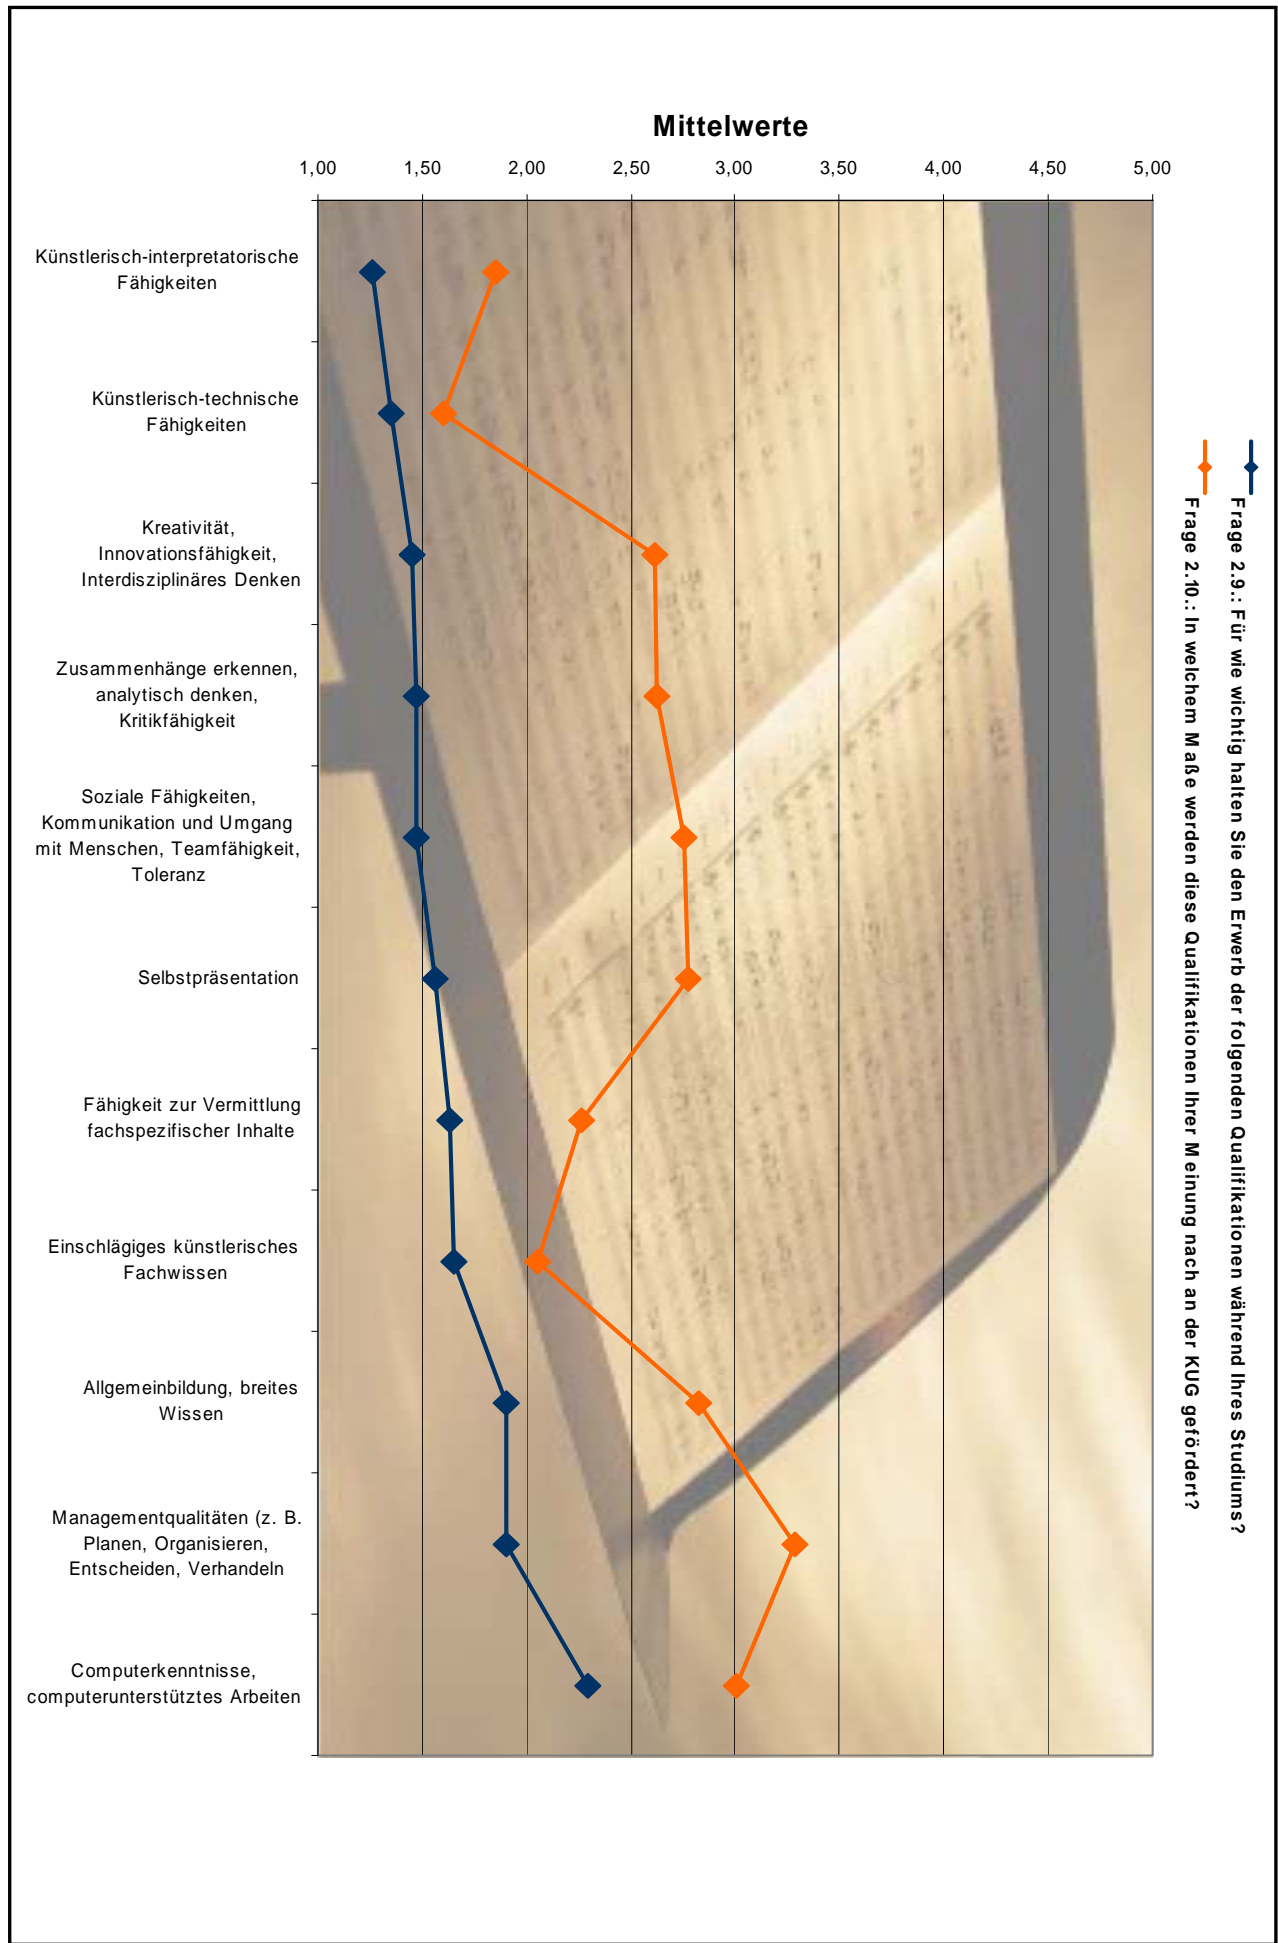 Mittelwerte
1,00 1,50 2,00 2,50 3,00 3,50 4,00 4,50 5,00
Künstlerisch-interpretatorische
Fähigkeiten
Künstlerisch-technische
Fähigkeiten
Kreativität,
Innovationsfähigkeit,
Interdisziplinäres Denken
Zusammenhänge erkennen,
analytisch denken,
Kritikfähigkeit
Soziale Fähigkeiten,
Kommunikation und Umgang
mit Menschen, Teamfähigkeit,
Toleranz
Selbstpräsentation
Fähigkeit zur Vermittlung
fachspezifischer Inhalte
Einschlägiges künstlerisches
Fachwissen
Allgemeinbildung, breites
Wissen
Managementqualitäten (z. B.
Planen, Organisieren,
Entscheiden, Verhandeln
Computerkenntnisse,
computerunterstütztes Arbeiten
Frage 2.9.: Für wie wichtig halten Sie den Erwerb der folgenden Qualifikationen während Ihres Studiums?
Frage 2.10.: In welchem Maße werden diese Qualifikationen Ihrer Meinung nach an der KUG gefördert?